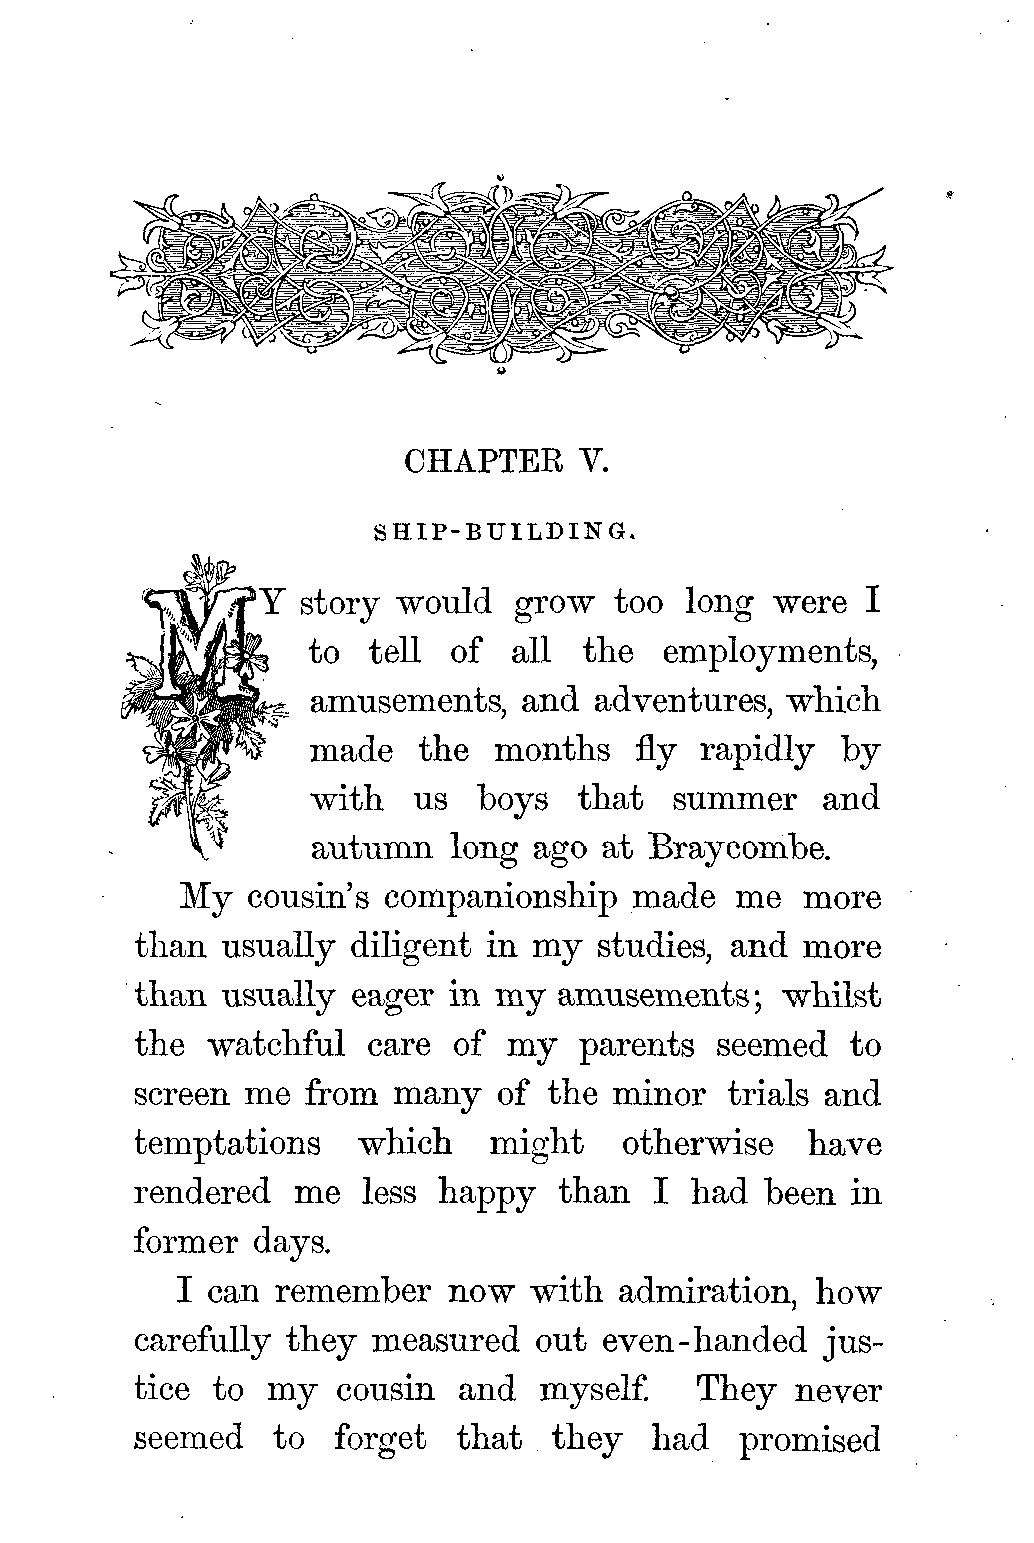 CHAPTER V.
SHIP-BUILDING.
MY story would grow too long were I
to tell of all the employments,
amusements, and adventures, which
made the months fly rapidly by
with us boys that summer and
autumn long ago at Braycombe.
My cousin's companionship made me more
than usually diligent in my studies, and more
than usually eager in my amusements; whilst
the watchful care of my parents seemed to
screen me from many of the minor trials and
temptations which might otherwise have
rendered me less happy than I had been in
former days.
I can remember now with admiration, how
carefully they measured out even-handed jus-
tice to my cousin and myself. They never
seemed to forget that they had promised